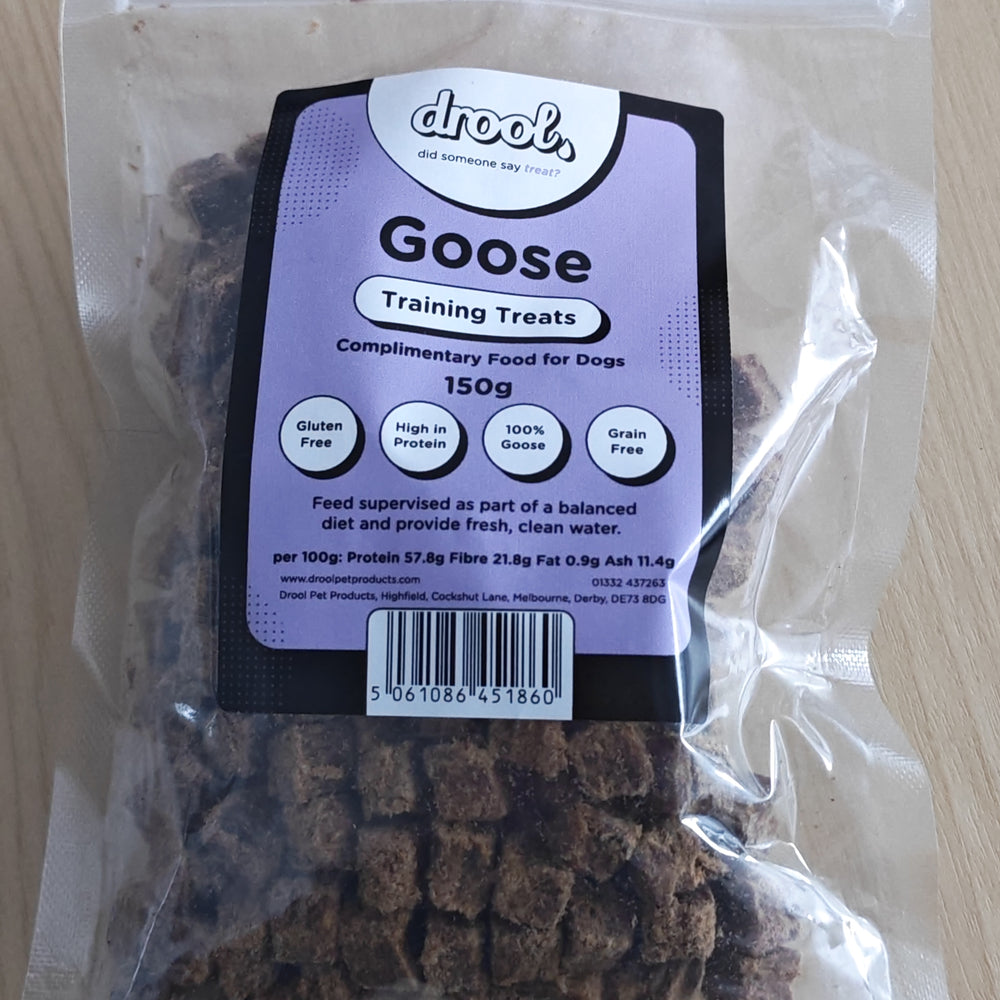 drool.
did someone say treat?
Goose
Training Treats
Complimentary Food for Dogs
150g
Gluten
Free
High in
Protein
100%
Goose
Grain
Free
Feed supervised as part of a balanced
diet and provide fresh, clean water.
per 100g: Protein 57.8g Fibre 21.8g Fat 0.9g Ash 11.4g
www.droolpetproducts.com 01332 437263
Drool Pet Products, Highfield, Cockshut Lane, Melbourne, Derby, DE73 8DG
5 061086 451860